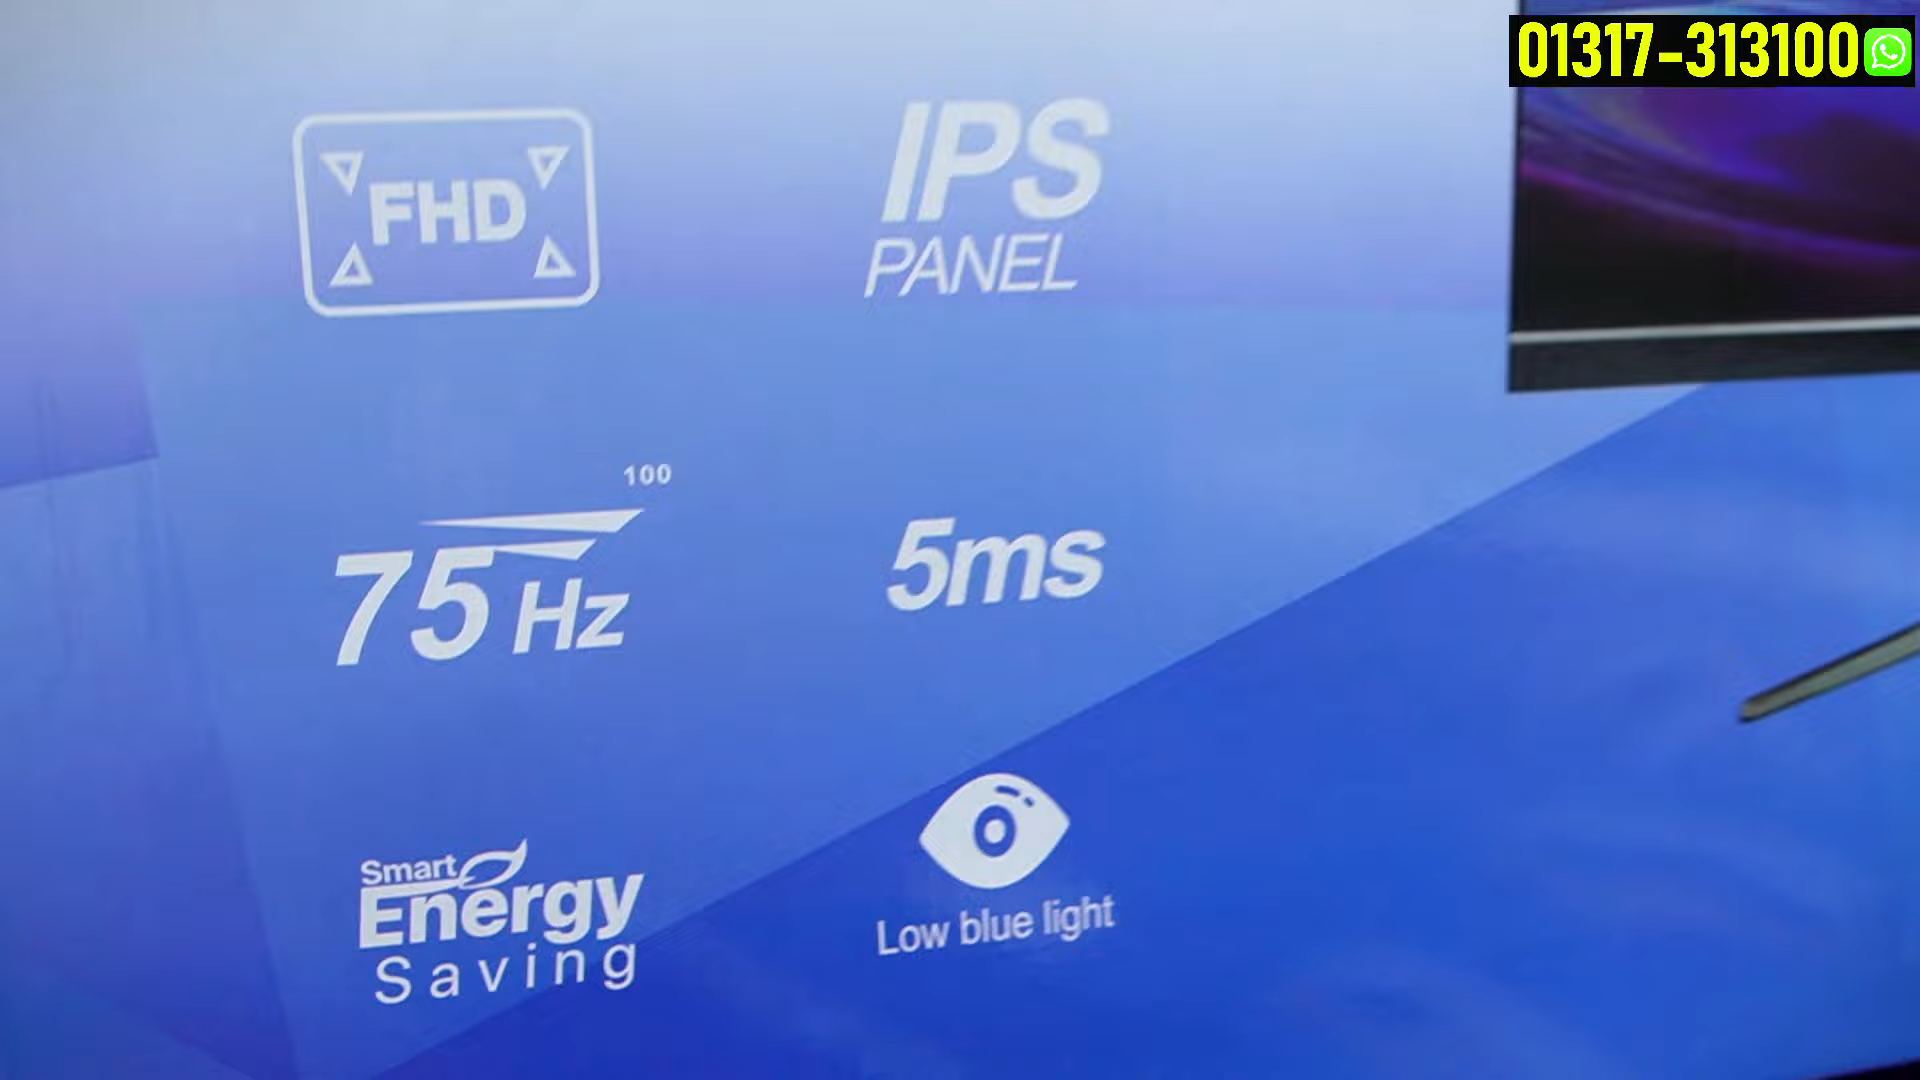 01317-313100
FHD
IPS
PANEL
100
75 Hz
5ms
Smart
Energy
Saving
Low blue light